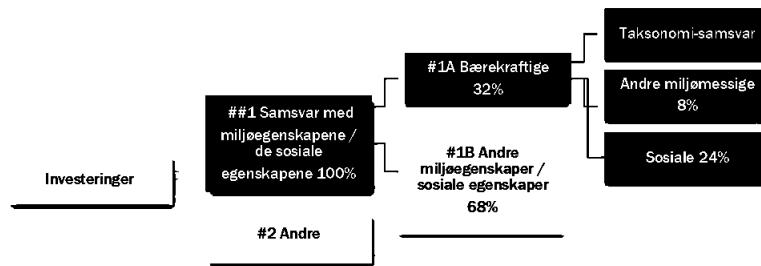 Investeringer
##1 Samsvar med
miljøegenskapene /
de sosiale
egenskapene 100%
#2 Andre
#1A Bærekraftige
32%
#1B Andre
miljøegenskaper /
sosiale egenskaper
68%
Taksonomi-samsvar
Andre miljømessige
8%
Sosiale 24%